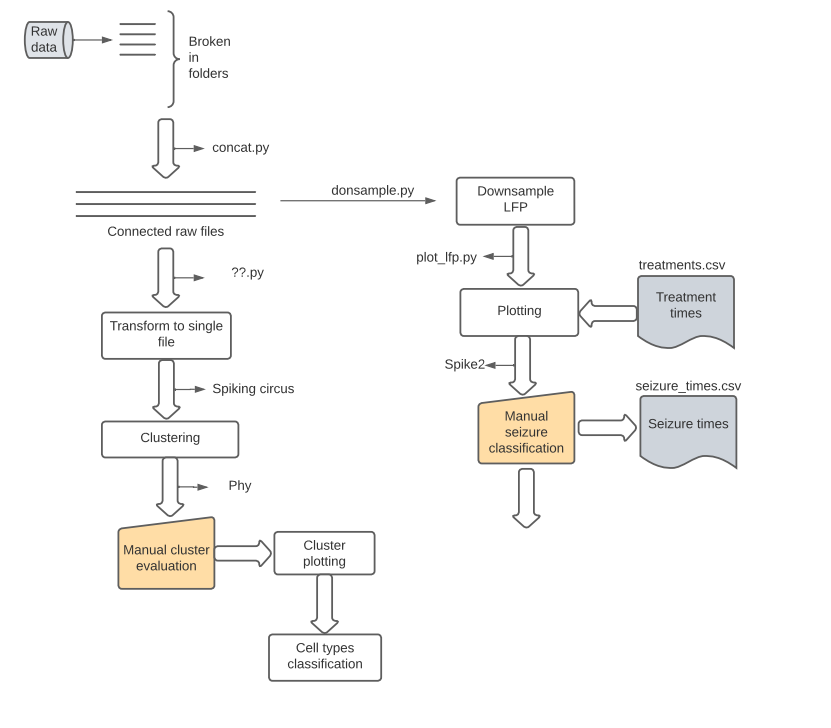 Raw
data
Broken
in
folders
concat.py
Connected raw files
donsample.py
Downsample
LFP
plot_lfp.py
treatments.csv
Treatment
times
Plotting
??.py
Transform to single
file
Spike2
Spiking circus
seizure_times.csv
Manual
seizure
classification
Seizure times
Clustering
Phy
Manual cluster
evaluation
Cluster
plotting
Cell types
classification